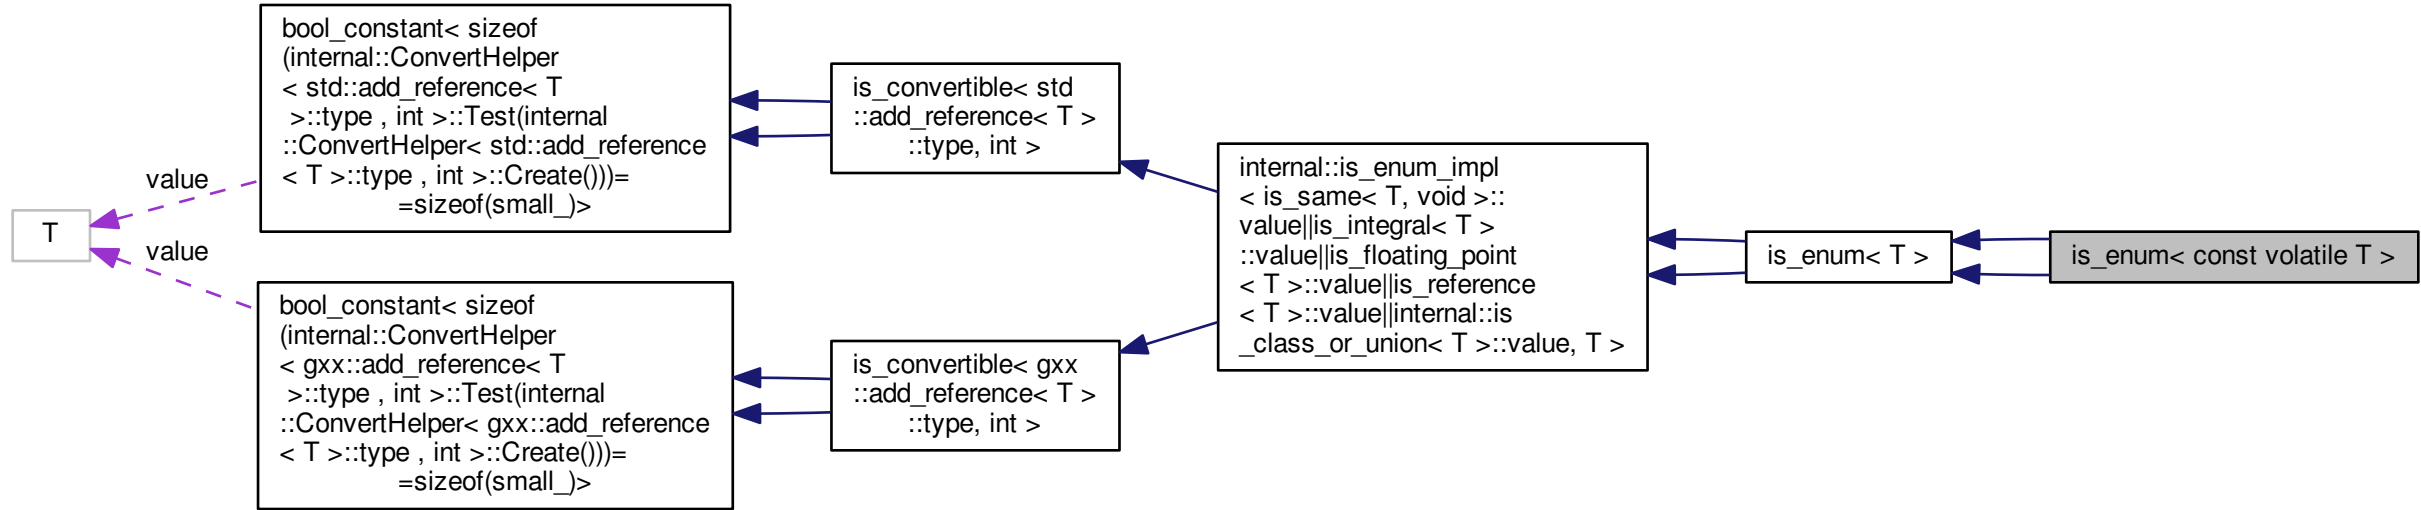 bool_constant< sizeof
(internal::ConvertHelper
< std::add_reference< T
>::type , int >::Test(internal
::ConvertHelper< std::add_reference
< T >::type , int >::Create()))=
=sizeof(small_)>
is_convertible< std
::add_reference< T >
::type, int >
internal::is_enum_impl
< is_same< T, void >::
value||is_integral< T >
::value||is_floating_point
< T >::value||is_reference
< T >::value||internal::is
_class_or_union< T >::value, T >
value
T
value
is_enum< T >
is_enum< const volatile T >
bool_constant< sizeof
(internal::ConvertHelper
< gxx::add_reference< T
>::type , int >::Test(internal
::ConvertHelper< gxx::add_reference
< T >::type , int >::Create()))=
=sizeof(small_)>
is_convertible< gxx
::add_reference< T >
::type, int >